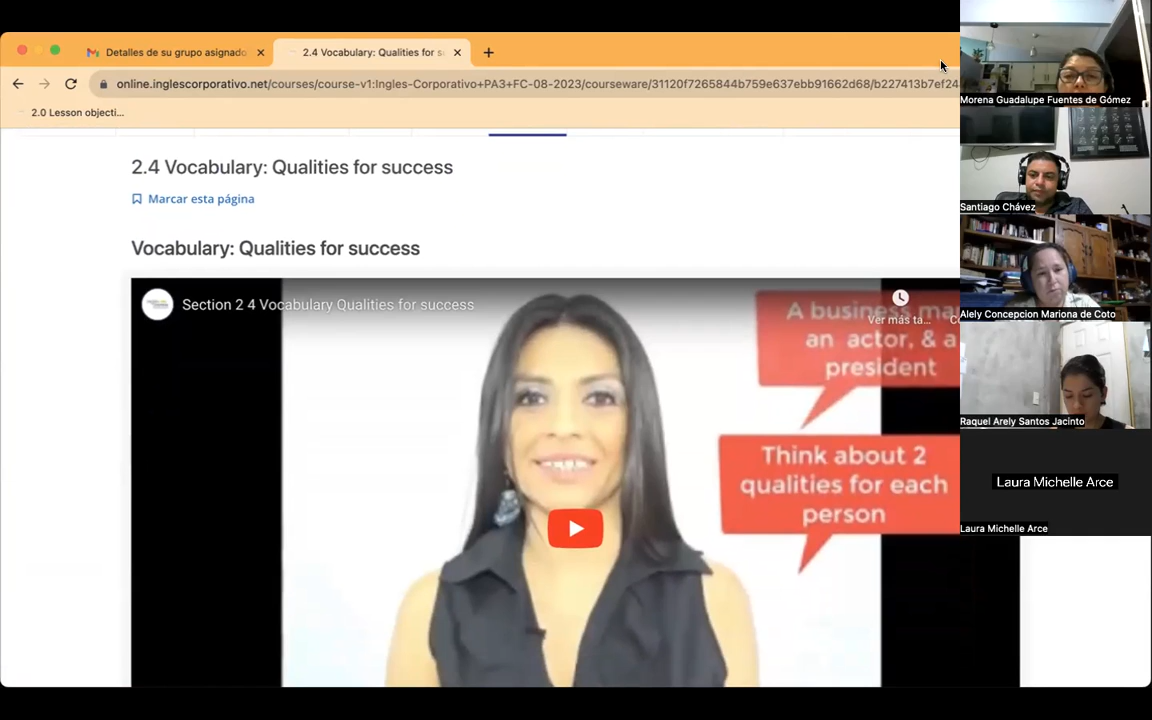 Detalles de su grupo asignado
2.4 Vocabulary: Qualities for s
online.inglescorporativo.net/courses/course-v1:Ingles-Corporativo+PA3+FC-08-2023/courseware/31120f7265844b759e637ebb91662d68/b227413b7ef24
2.0 Lesson objecti...
2.4 Vocabulary: Qualities for success
Marcar esta página
Vocabulary: Qualities for success
Section 2 4 Vocabulary Qualities for success
Ver más ta...
A business ma
an actor, & a
president
Think about 2
qualities for each
person
Morena Guadalupe Fuentes de Gómez
Santiago Chávez
Alely Concepcion Mariona de Coto
Raquel Arely Santos Jacinto
Laura Michelle Arce
Laura Michelle Arce